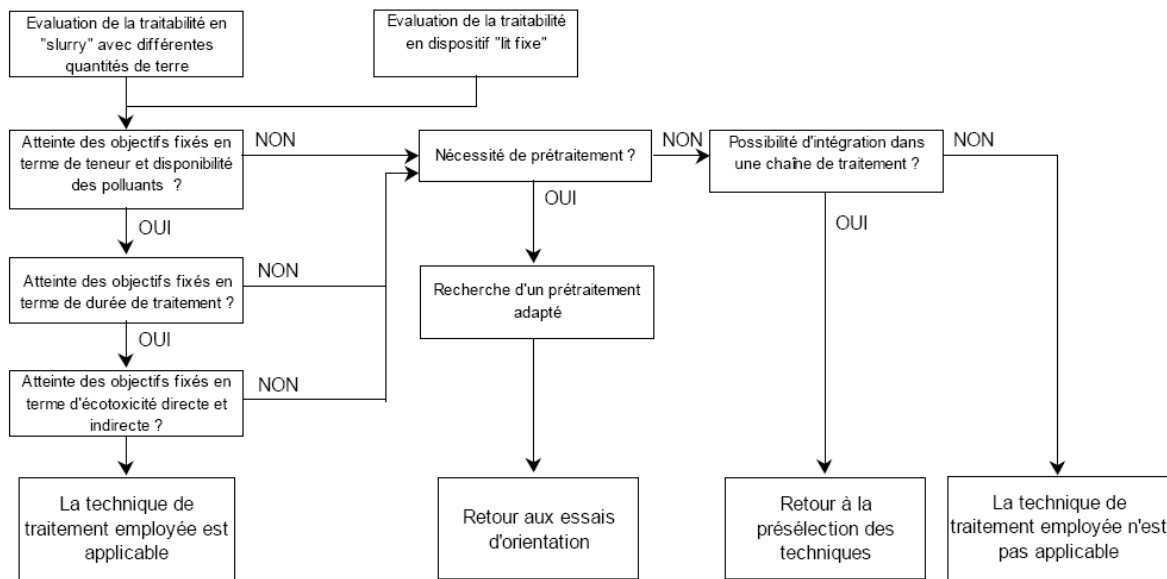 Evaluation de la traitabilité en
"slurry" avec différentes
quantités de terre
Evaluation de la traitabilité
en dispositif "lit fixe"
Atteinte des objectifs fixés en
terme de teneur et disponibilité
des polluants ?
NON
Nécessité de prétraitement ?
NON
Possibilité d'intégration dans
une chaîne de traitement ?
NON
OUI
OUI
OUI
Atteinte des objectifs fixés en
terme de durée de traitement ?
NON
Recherche d'un prétraitement
adapté
OUI
Atteinte des objectifs fixés en
terme d'écotoxicité directe et
indirecte ?
NON
La technique de
traitement employée est
applicable
Retour aux essais
d'orientation
Retour à la
présélection des
techniques
La technique de
traitement employée n'est
pas applicable